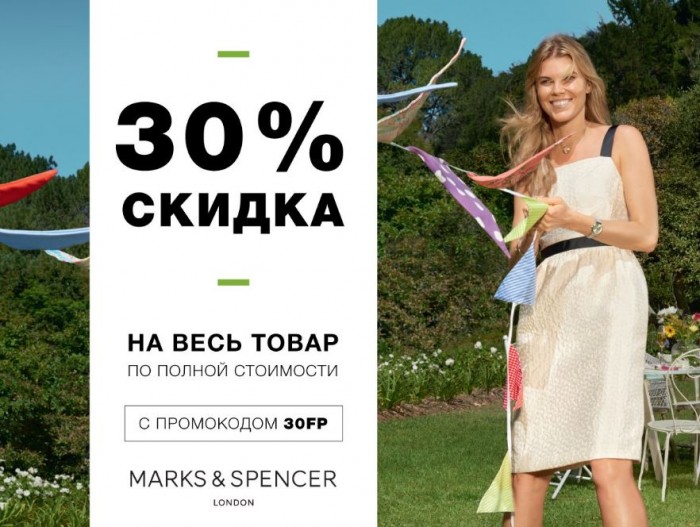 30%
СКИДКА
НА ВЕСЬ ТОВАР
ПО ПОЛНОЙ СТОИМОСТИ
С ПРОМОКОДОМ 30FP
MARKS & SPENCER
LONDON